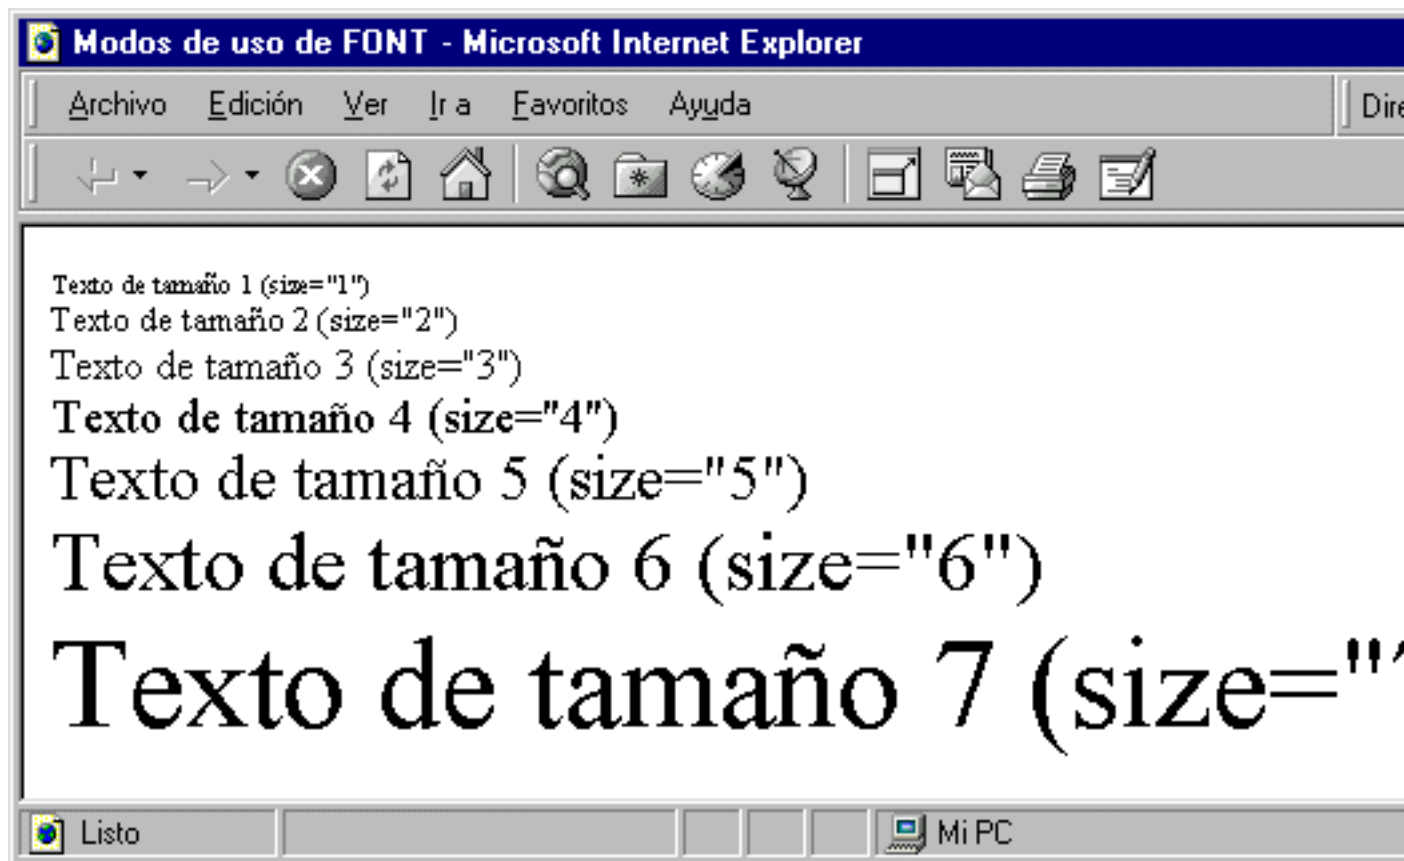 Modos de uso de FONT - Microsoft Internet Explorer
Archivo Edición Ver Ir a Favoritos Ayuda
Texto de tamaño 1 (size="1")
Texto de tamaño 2 (size="2")
Texto de tamaño 3 (size="3")
Texto de tamaño 4 (size="4")
Texto de tamaño 5 (size="5")
Texto de tamaño 6 (size="6")
Texto de tamaño 7 (size="
Listo Mi PC